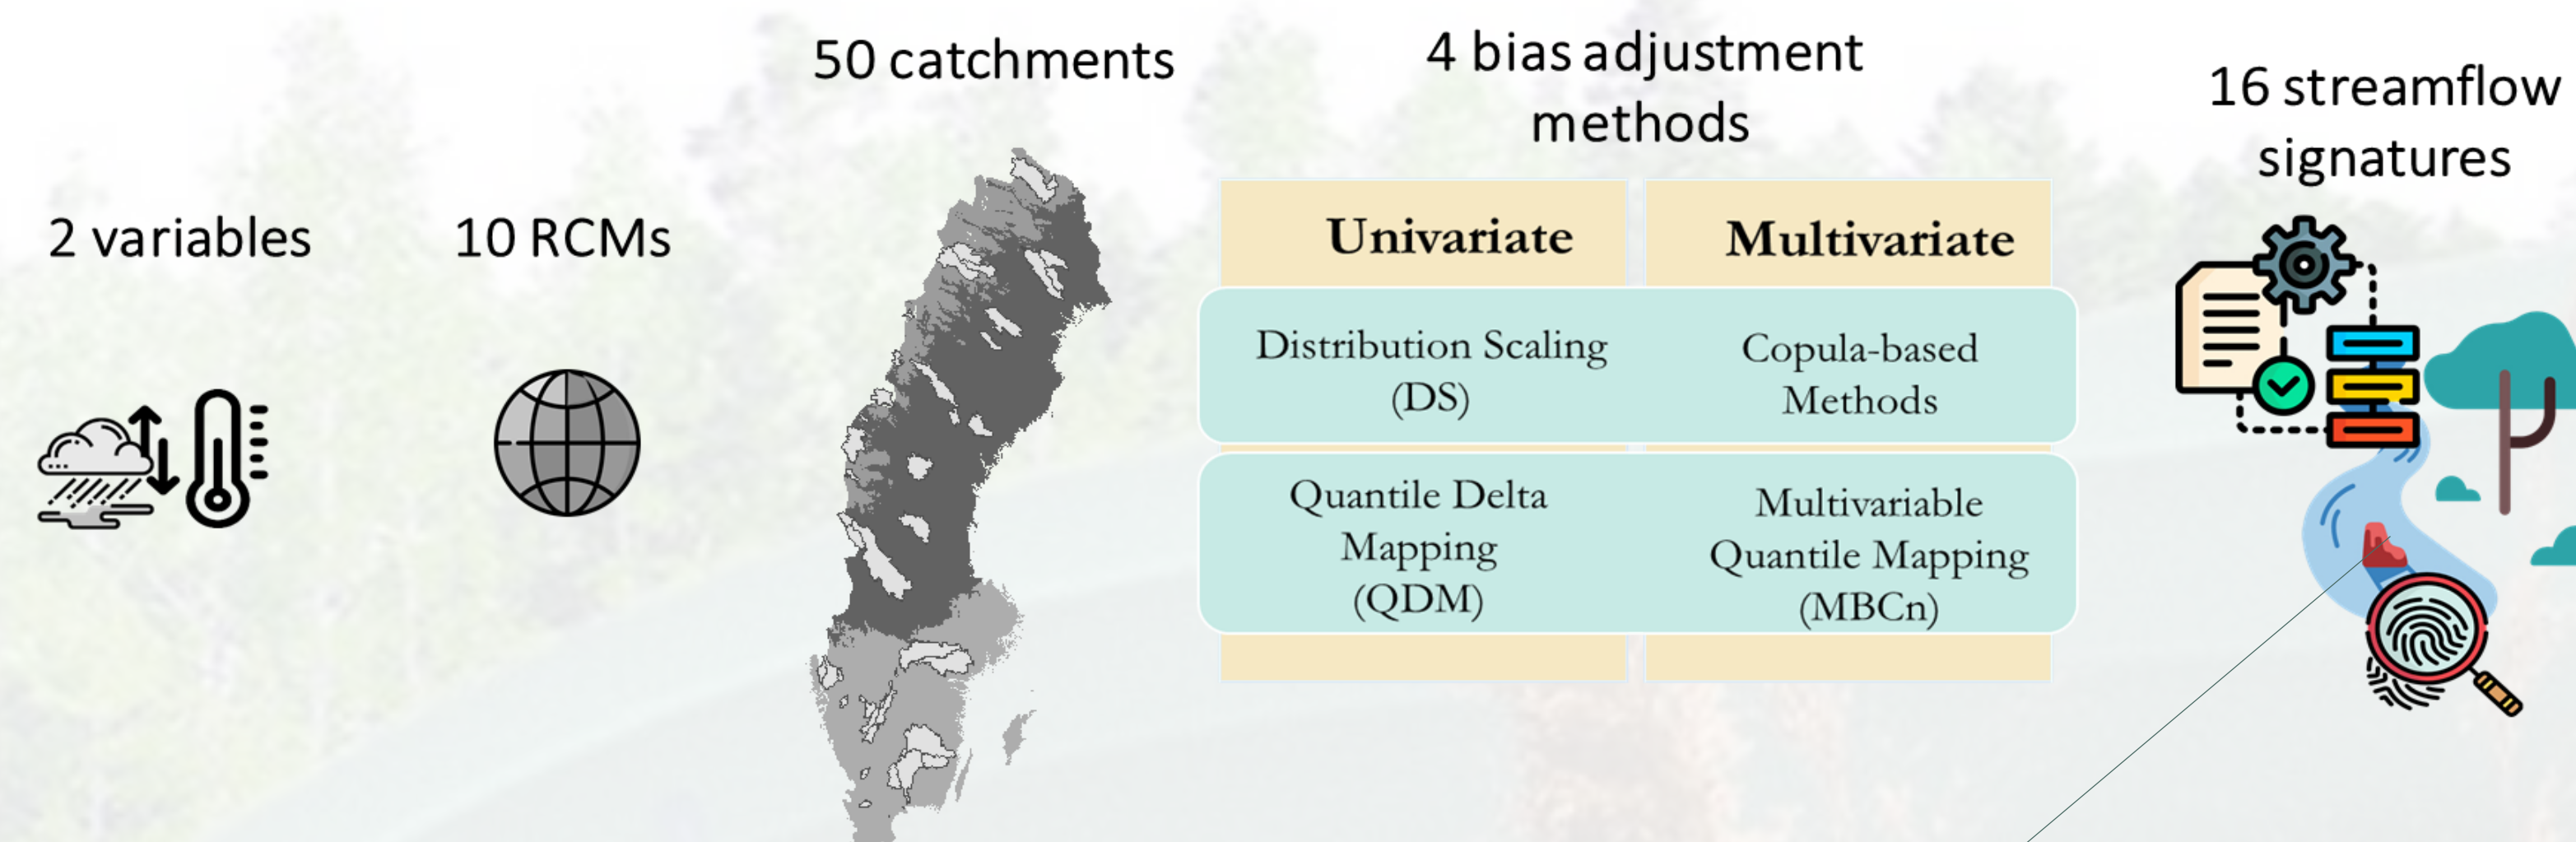 2 variables
10 RCMs
50 catchments
4 bias adjustment
methods
Univariate
Multivariate
Distribution Scaling
(DS)
Copula-based
Methods
Quantile Delta
Mapping
(QDM)
Multivariable
Quantile Mapping
(MBCn)
16 streamflow
signatures